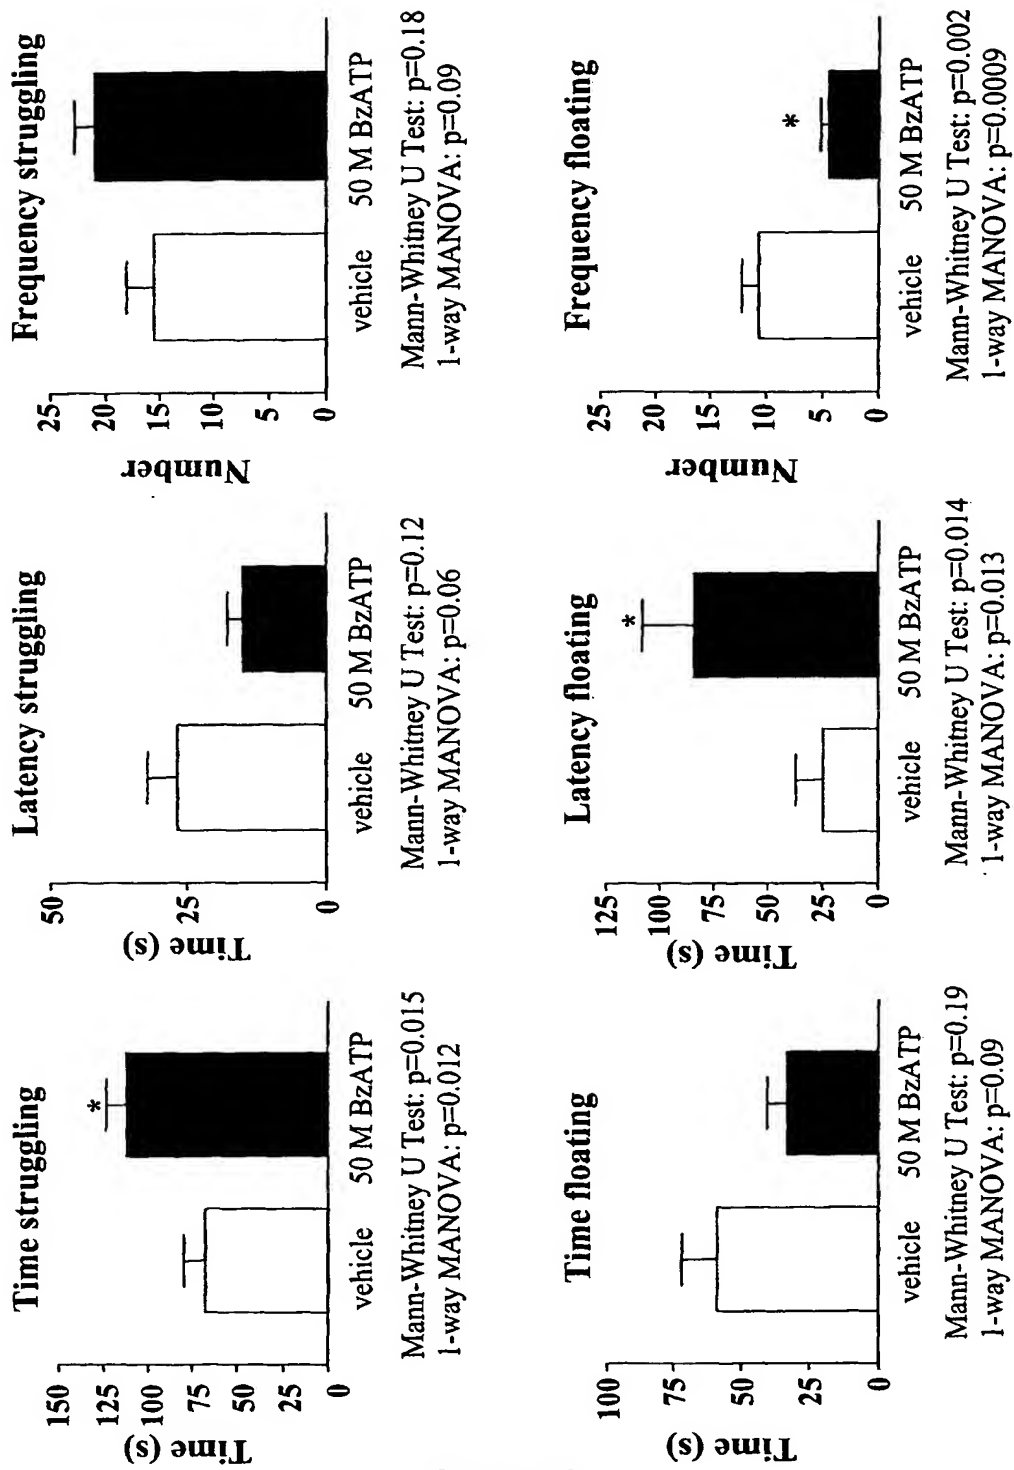 Time struggling
Time (s)
150
125
100
75
50
25
0
*
vehicle
50 M BzATP
Mann-Whitney U Test: p=0.015
1-way MANOVA: p=0.012
Latency struggling
Time (s)
50
25
0
vehicle
50 M BzATP
Mann-Whitney U Test: p=0.12
1-way MANOVA: p=0.06
Frequency struggling
Number
25
20
15
10
5
0
vehicle
50 M BzATP
Mann-Whitney U Test: p=0.18
1-way MANOVA: p=0.09
Time floating
Time (s)
100
75
50
25
0
vehicle
50 M BzATP
Mann-Whitney U Test: p=0.19
1-way MANOVA: p=0.09
Latency floating
Time (s)
125
100
75
50
25
0
*
vehicle
50 M BzATP
Mann-Whitney U Test: p=0.014
1-way MANOVA: p=0.013
Frequency floating
Number
25
20
15
10
5
0
*
vehicle
50 M BzATP
Mann-Whitney U Test: p=0.002
1-way MANOVA: p=0.0009